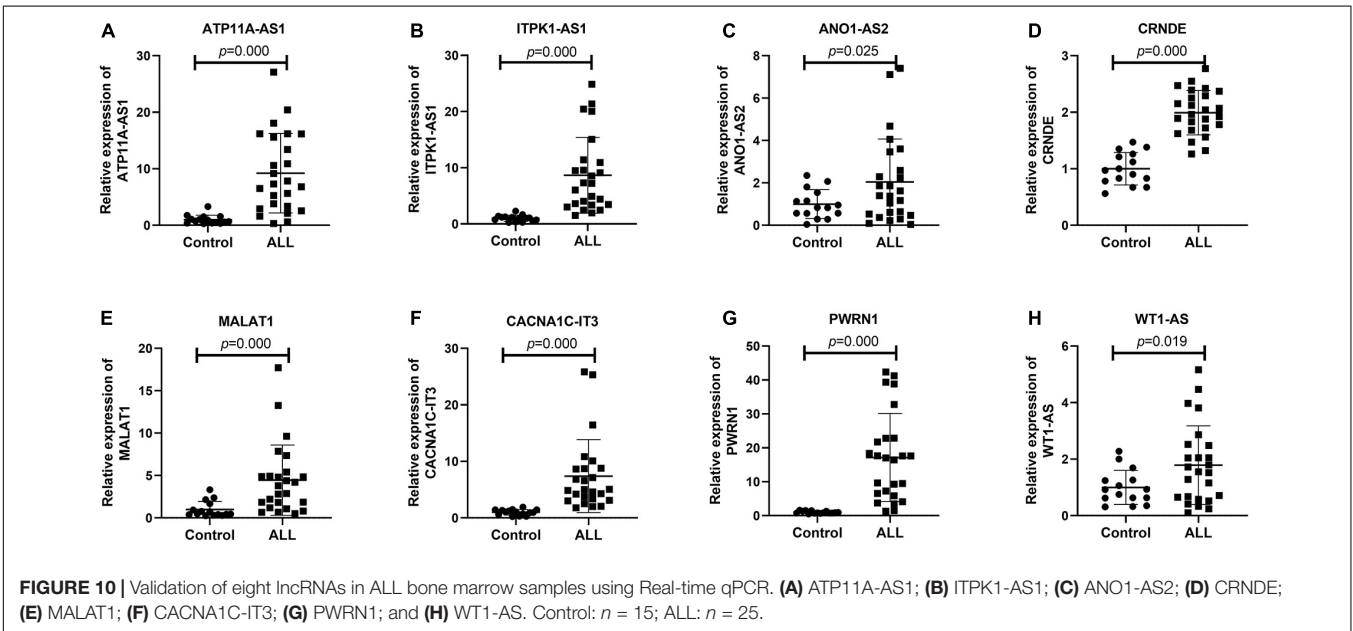 A
ATP11A-AS1
p=0.000
Relative expression of
ATP11A-AS1
30
20
10
0
Control
ALL
B
ITPK1-AS1
p=0.000
Relative expression of
ITPK1-AS1
30
20
10
0
Control
ALL
C
ANO1-AS2
p=0.025
Relative expression of
ANO1-AS2
8
6
4
2
0
Control
ALL
D
CRNDE
p=0.000
Relative expression of
CRNDE
3
2
1
0
Control
ALL
E
MALAT1
p=0.000
Relative expression of
MALAT1
20
15
10
5
0
Control
ALL
F
CACNA1C-IT3
p=0.000
Relative expression of
CACNA1C-IT3
30
20
10
0
Control
ALL
G
PWRN1
p=0.000
Relative expression of
PWRN1
50
40
30
20
10
0
Control
ALL
H
WT1-AS
p=0.019
Relative expression of
WT1-AS
6
4
2
0
Control
ALL
FIGURE 10 | Validation of eight lncRNAs in ALL bone marrow samples using Real-time qPCR. (A) ATP11A-AS1; (B) ITPK1-AS1; (C) ANO1-AS2; (D) CRNDE;
(E) MALAT1; (F) CACNA1C-IT3; (G) PWRN1; and (H) WT1-AS. Control: n = 15; ALL: n = 25.